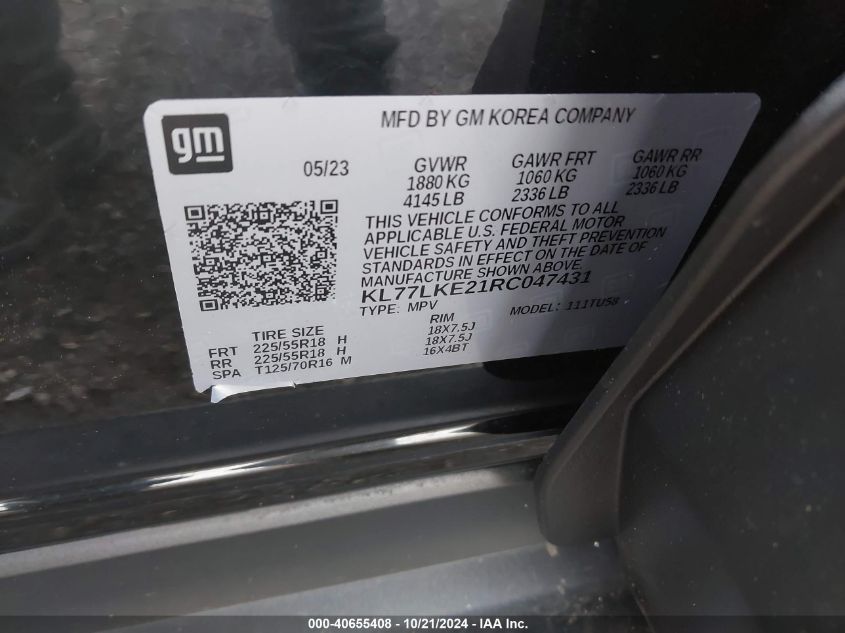 gm
MFD BY GM KOREA COMPANY
05/23
GVWR GAWR FRT GAWR RR
1880 KG 1060 KG 1060 KG
4145 LB 2336 LB 2336 LB
THIS VEHICLE CONFORMS TO ALL
APPLICABLE U.S. FEDERAL MOTOR
VEHICLE SAFETY AND THEFT PREVENTION
STANDARDS IN EFFECT ON THE DATE OF
MANUFACTURE SHOWN ABOVE.
KL77LKE21RC047431
TYPE: MPV MODEL: 111TU58
TIRE SIZE RIM
FRT 225/55R18 H 18X7.5J
RR 225/55R18 H 18X7.5J
SPA T125/70R16 M 16X4BT
000-40655408 - 10/21/2024 - IAAI Inc.